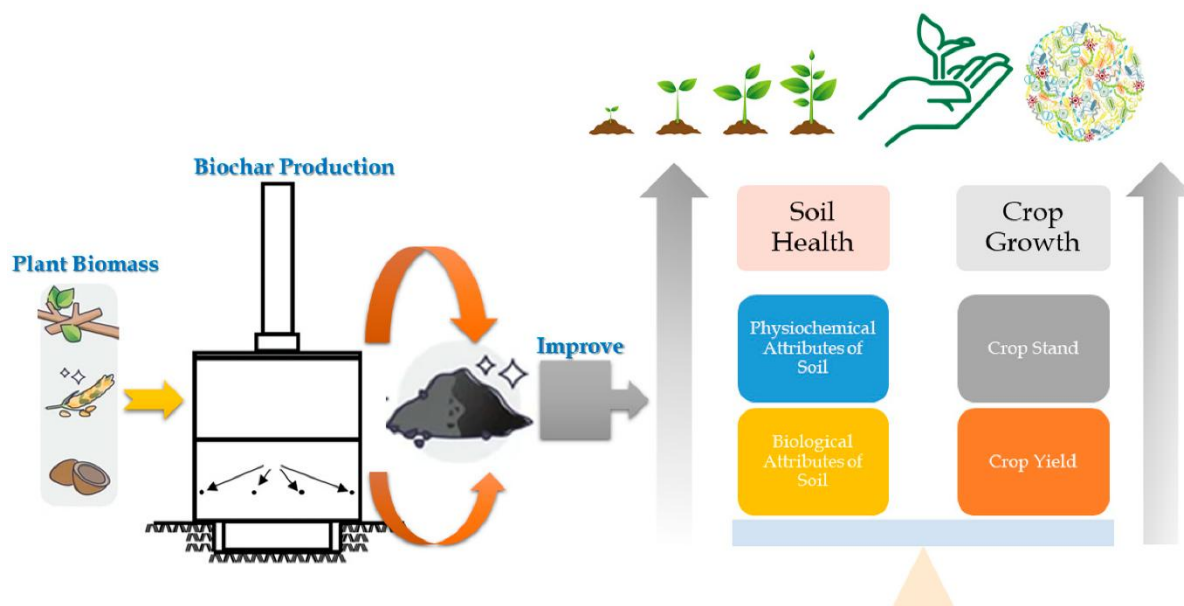 Biochar Production
Plant Biomass
Improve
Soil
Health
Crop
Growth
Physiochemical
Attributes of
Soil
Crop Stand
Biological
Attributes of
Soil
Crop Yield